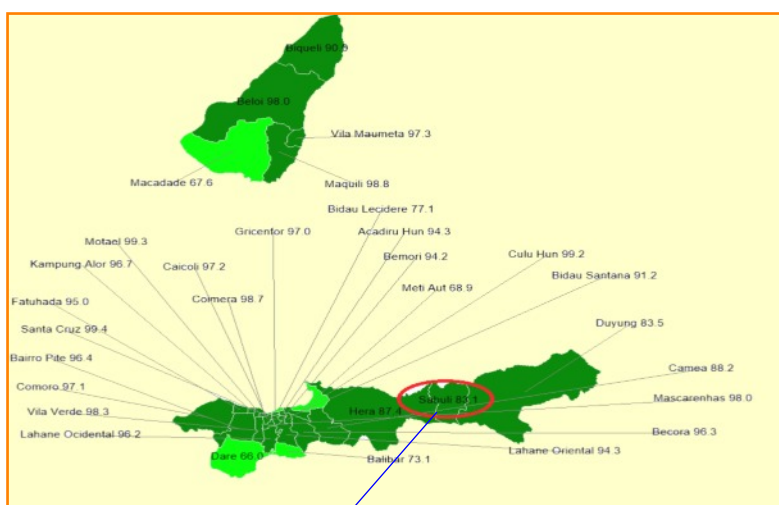 Biqueli 90.9
Beloi 98.0
Vila Maumeta 97.3
Macadade 67.6
Maquili 98.8
Bidau Lecidere 77.1
Gricenfor 97.0
Acadiru Hun 94.3
Motael 99.3
Bemori 94.2
Culu Hun 99.2
Kampung Alor 96.7
Caicoli 97.2
Bidau Santana 91.2
Meti Aut 68.9
Fatuhada 95.0
Coimera 98.7
Santa Cruz 99.4
Duyung 83.5
Bairro Pite 96.4
Camea 88.2
Comoro 97.1
Suhuli 83.1
Mascarenhas 98.0
Vila Verde 98.3
Hera 87.4
Becora 96.3
Lahane Ocidental 96.2
Lahane Oriental 94.3
Dare 66.0
Balibar 73.1